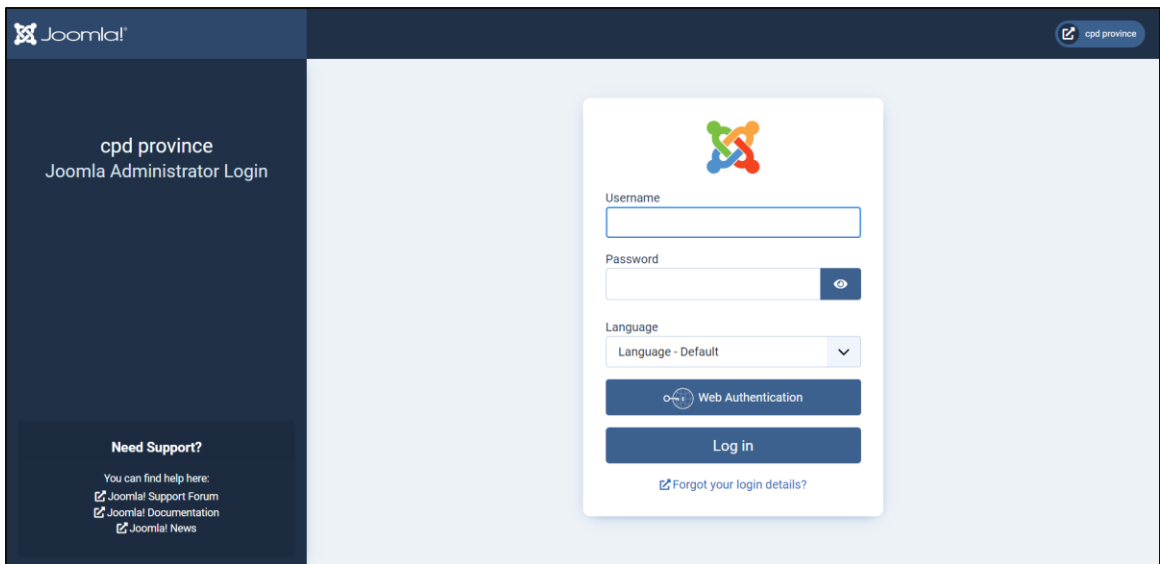 Joomla!®
cpd province
cpd province
Joomla Administrator Login
Username
Password
Language
Language - Default
Web Authentication
Log in
Forgot your login details?
Need Support?
You can find help here:
Joomla! Support Forum
Joomla! Documentation
Joomla! News